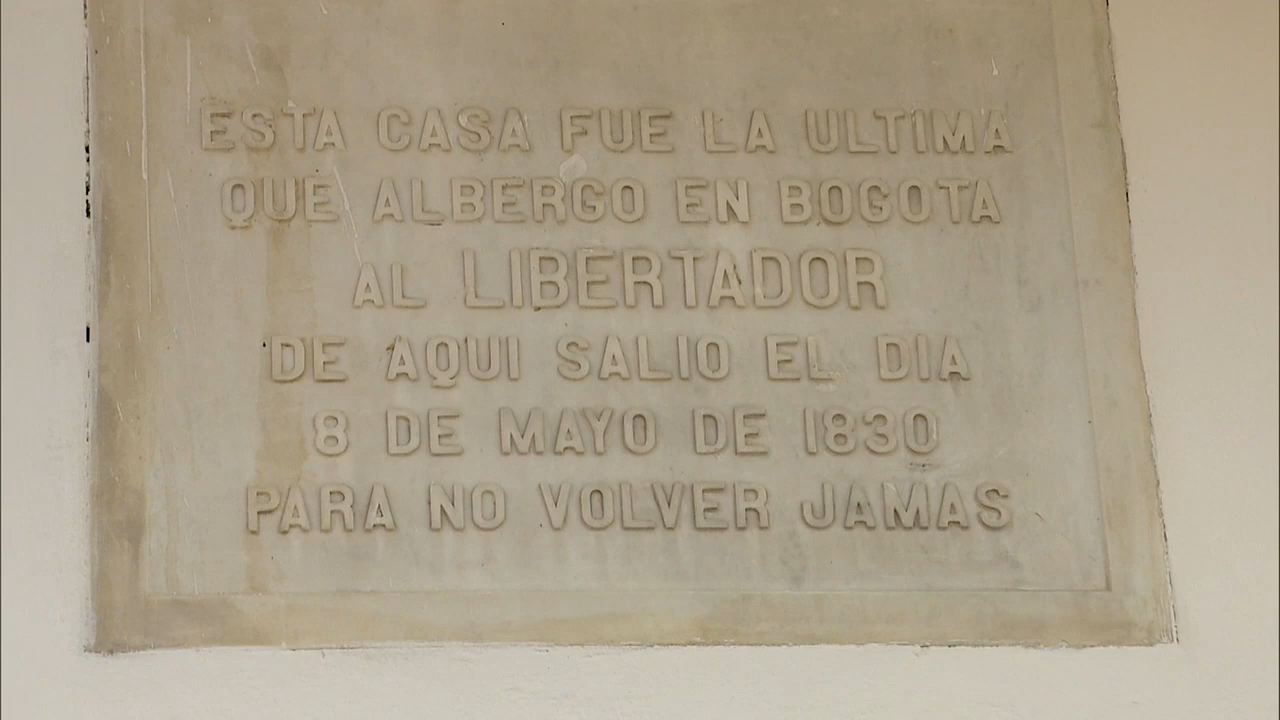 ESTA CASA FUE LA ULTIMA
QUE ALBERGO EN BOGOTA
AL LIBERTADOR
DE AQUI SALIO EL DIA
8 DE MAYO DE 1830
PARA NO VOLVER JAMAS